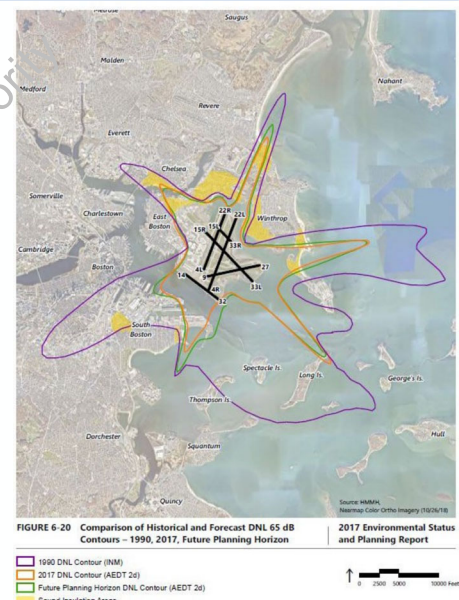 Saugus
Malden
Medford
Nahant
Revere
Everett
Chelsea
Somerville
Charlestown
East
Boston
Winthrop
22R
22L
15R
15L
33R
Cambridge
Boston
27
14
4L
9
4R
33L
32
South
Boston
Spectacle Is.
Long Is.
George's Is.
Thompson Is.
Dorchester
Squantum
Hull
Quincy
Source: HMMH,
Nearmap Color Ortho Imagery (10/26/18)
FIGURE 6-20 Comparison of Historical and Forecast DNL 65 dB
Contours – 1990, 2017, Future Planning Horizon
2017 Environmental Status
and Planning Report
1990 DNL Contour (INM)
2017 DNL Contour (AEDT 2d)
Future Planning Horizon DNL Contour (AEDT 2d)
Sound Insulation Areas
0 2500 5000 10000 Feet